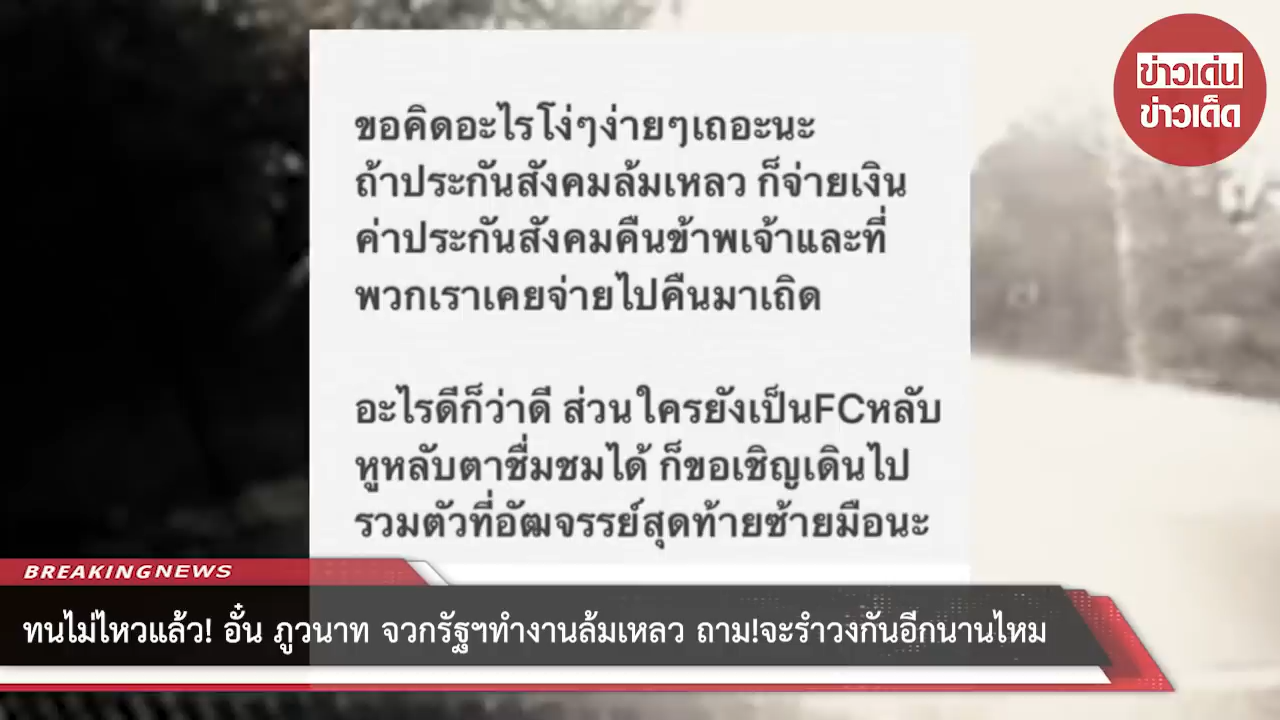 ข่าวเด่น
ข่าวเด็ด
ขอคิดอะไรโง่ๆง่ายๆเถอะนะ
ถ้าประกันสังคมล้มเหลว ก็จ่ายเงิน
ค่าประกันสังคมคืนข้าพเจ้าและที่
พวกเราเคยจ่ายไปคืนมาเถิด
อะไรดีก็ว่าดี ส่วนใครยังเป็นFCหลับ
หูหลับตาชื่มชมได้ ก็ขอเชิญเดินไป
รวมตัวที่อัฒจรรย์สุดท้ายซ้ายมือนะ
BREAKINGNEWS
ทนไม่ไหวแล้ว! อั๋น ภูวนาท จวกรัฐฯทำงานล้มเหลว ถาม!จะรำวงกันอีกนานไหม